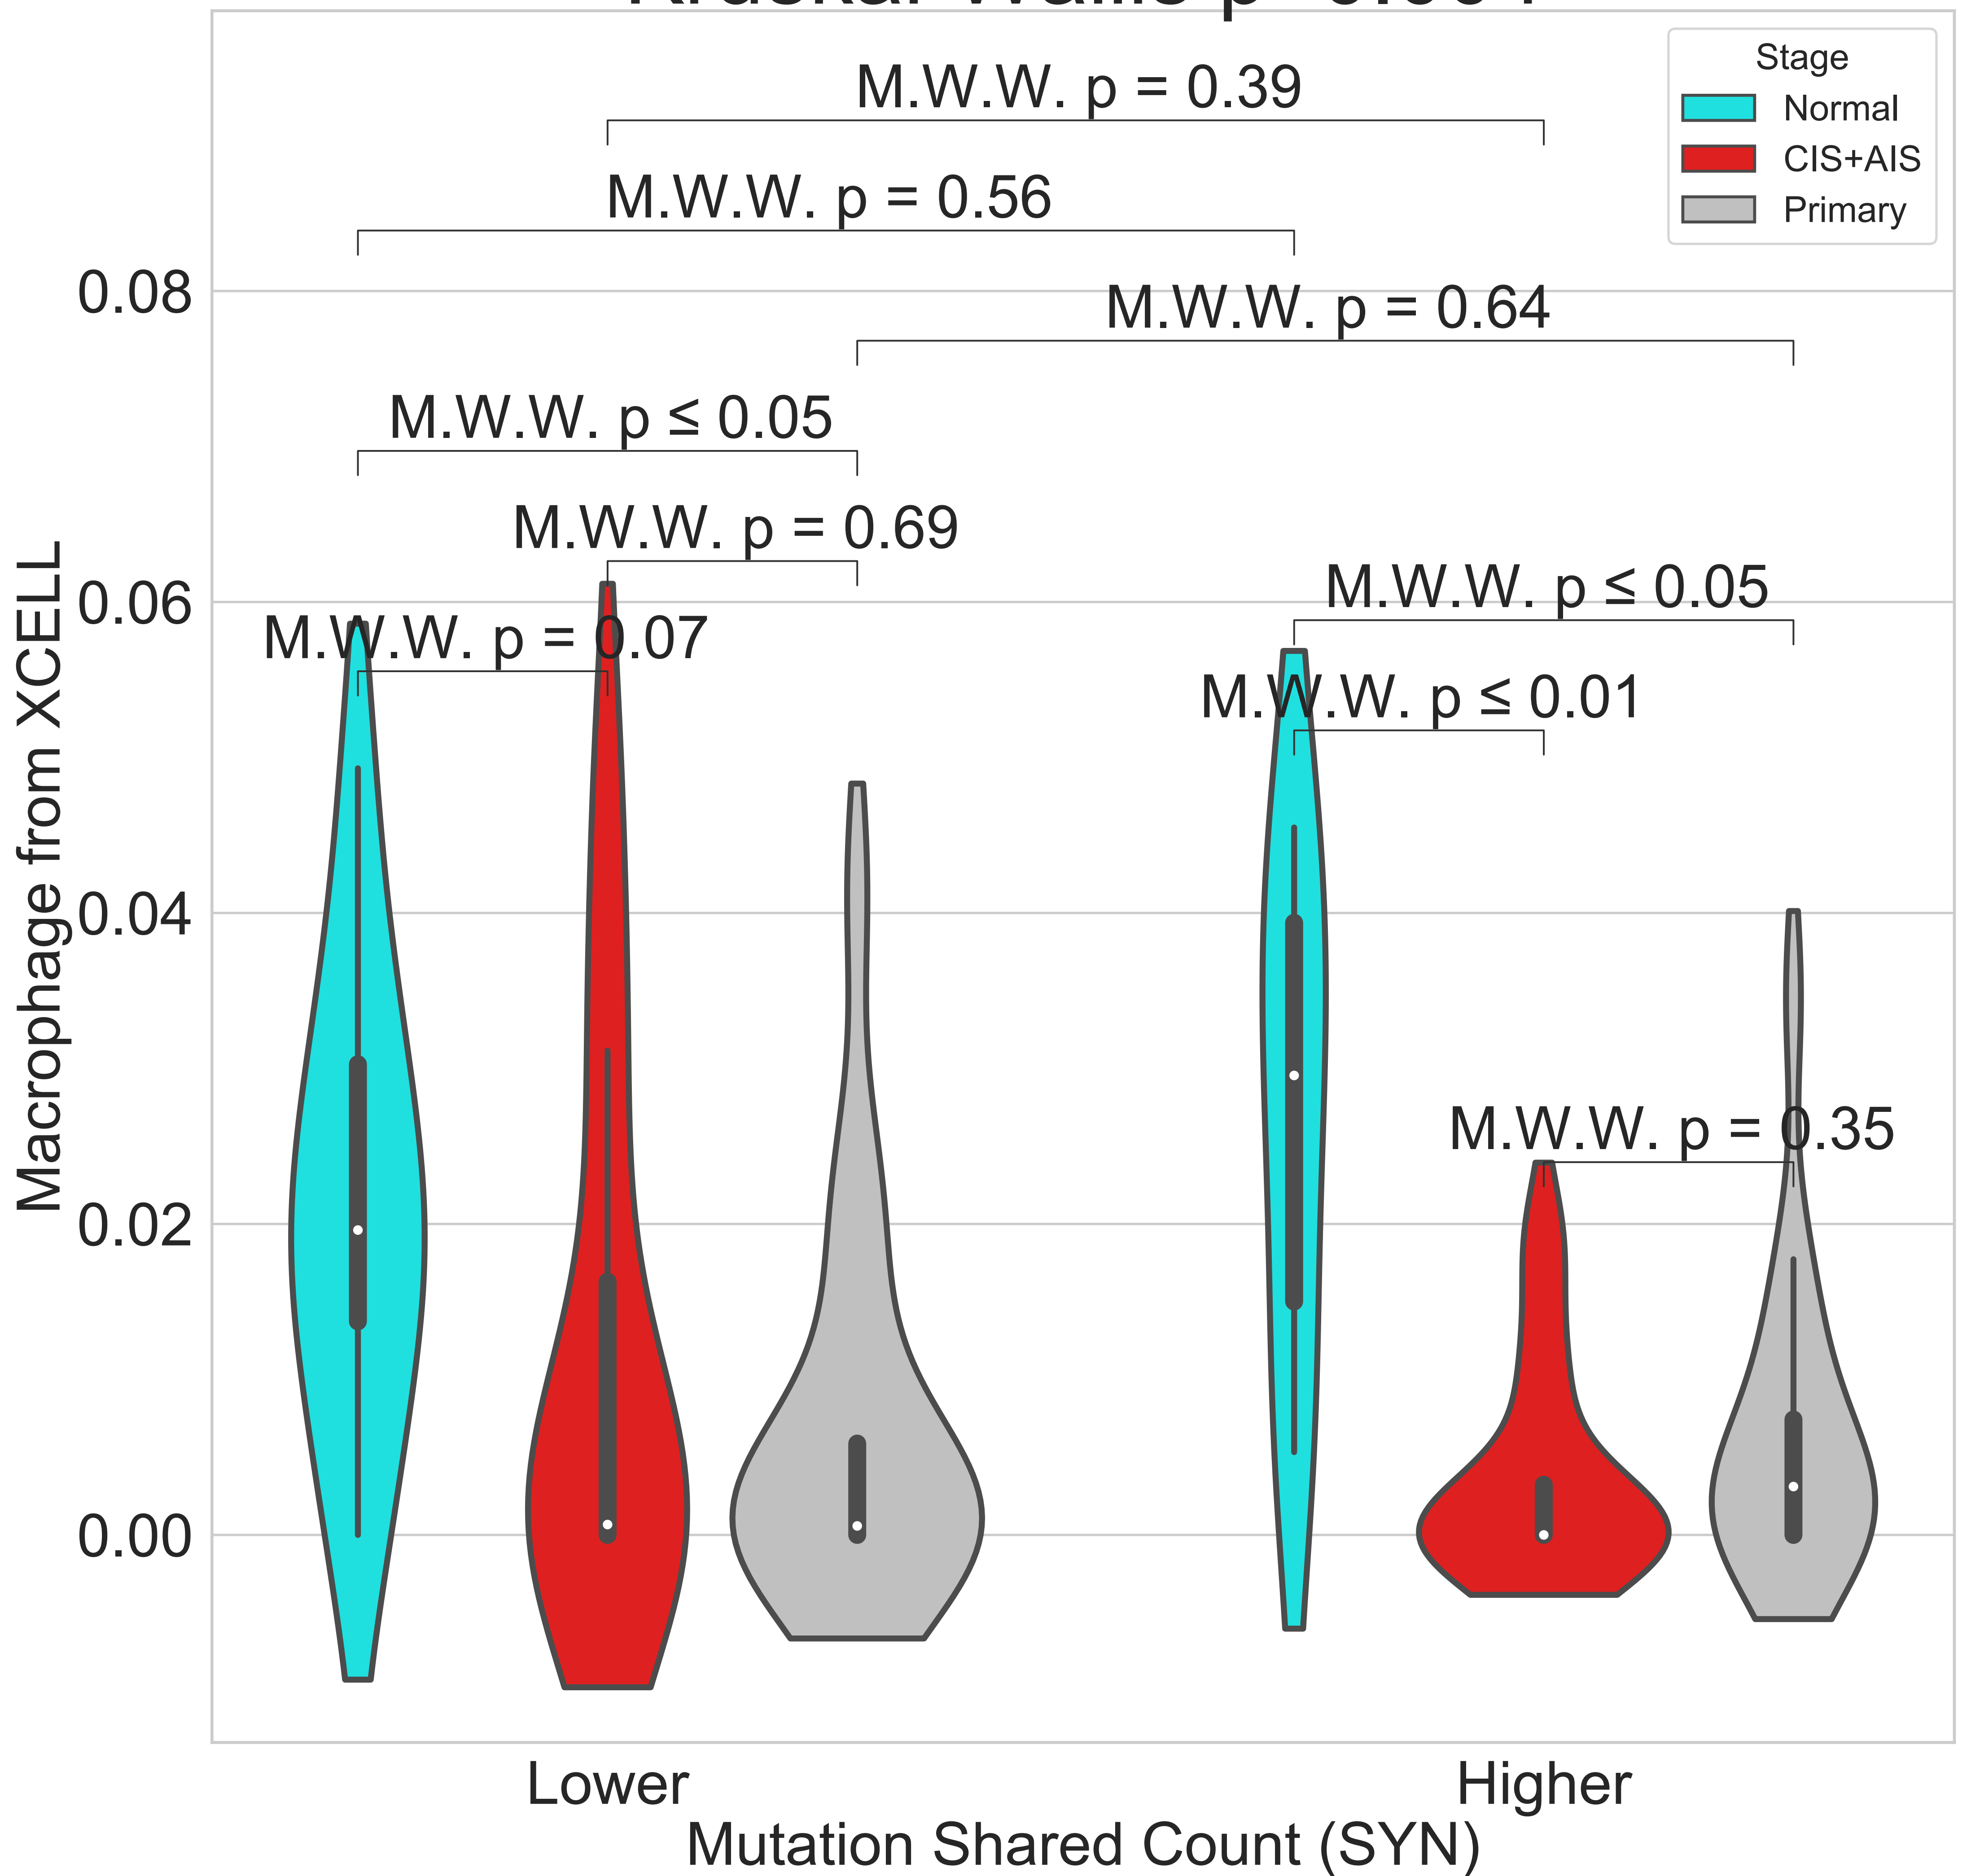 Stage
Normal
CIS+AIS
Primary
M.W.W. p = 0.39
M.W.W. p = 0.56
M.W.W. p = 0.64
M.W.W. p ≤ 0.05
M.W.W. p = 0.69
M.W.W. p = 0.07
M.W.W. p ≤ 0.05
M.W.W. p ≤ 0.01
M.W.W. p = 0.35
Macrophage from XCELL
0.08
0.06
0.04
0.02
0.00
Lower
Higher
Mutation Shared Count (SYN)